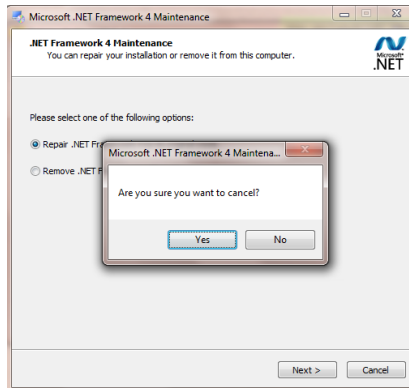 Microsoft .NET Framework 4 Maintenance
.NET Framework 4 Maintenance
You can repair your installation or remove it from this computer.
Microsoft®
.NET
Please select one of the following options:
Repair .NET
Remove .NET
Microsoft .NET Framework 4 Maintena...
Are you sure you want to cancel?
Yes
No
Next >
Cancel